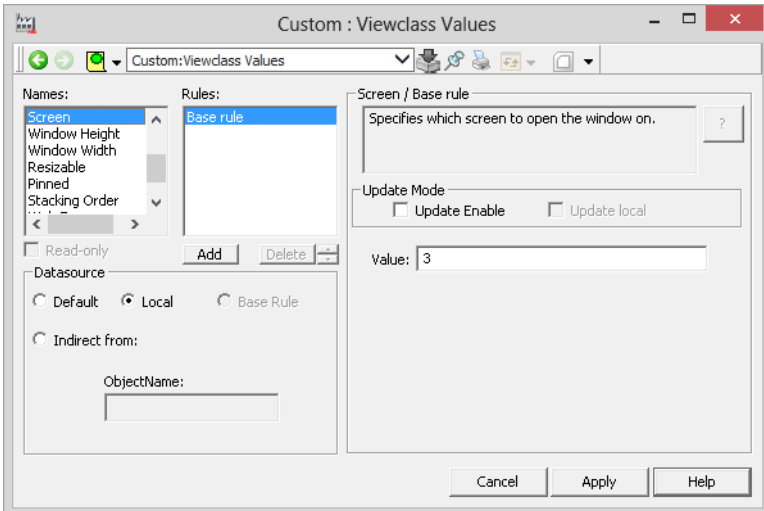 Custom : Viewclass Values
Custom:Viewclass Values
Names:
Screen
Window Height
Window Width
Resizable
Pinned
Stacking Order
Read-only
Rules:
Base rule
Add
Delete
Datasource
Default
Local
Base Rule
Indirect from:
ObjectName:
Screen / Base rule
Specifies which screen to open the window on.
?
Update Mode
Update Enable
Update local
Value: 3
Cancel
Apply
Help